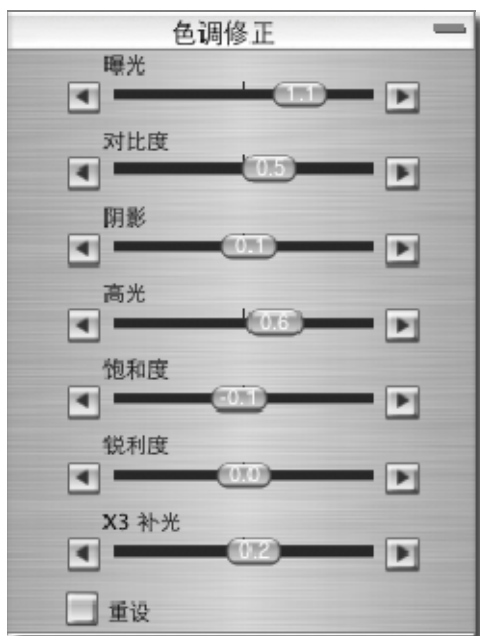 色调修正
曝光
1.1
对比度
0.5
阴影
0.1
高光
0.6
饱和度
-0.1
锐利度
0.0
X3 补光
0.2
重设